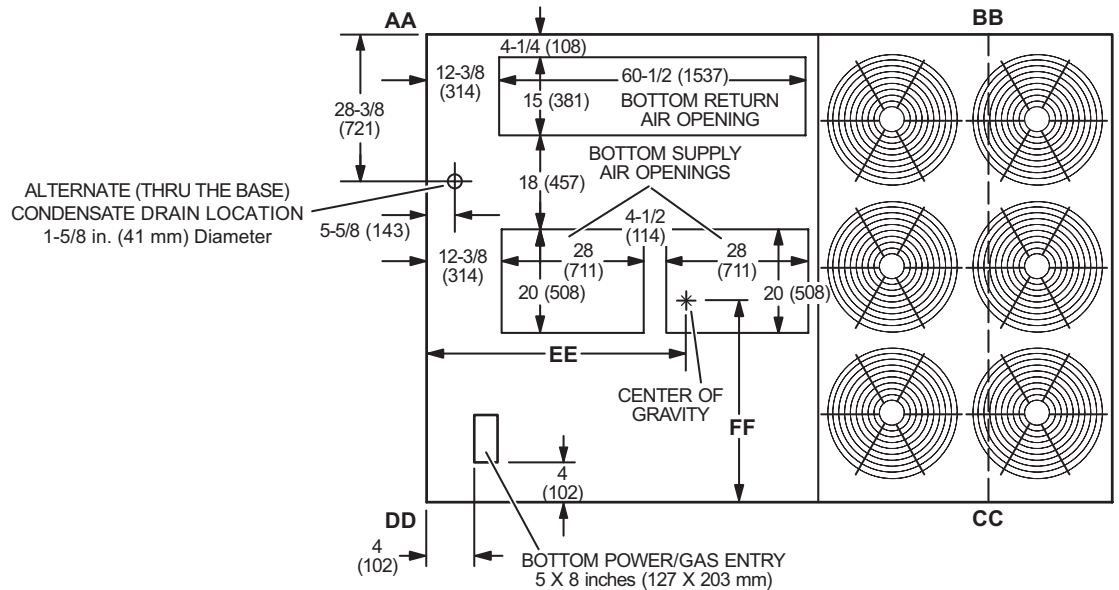 AA
BB
4-1/4 (108)
12-3/8
(314)
60-1/2 (1537)
28-3/8
(721)
15 (381)
BOTTOM RETURN
AIR OPENING
BOTTOM SUPPLY
AIR OPENINGS
18 (457)
ALTERNATE (THRU THE BASE)
CONDENSATE DRAIN LOCATION
1-5/8 in. (41 mm) Diameter
5-5/8 (143)
4-1/2
(114)
12-3/8
(314)
28
(711)
28
(711)
20 (508)
20 (508)
EE
CENTER OF
GRAVITY
FF
4
(102)
DD
CC
4
(102)
BOTTOM POWER/GAS ENTRY
5 X 8 inches (127 X 203 mm)